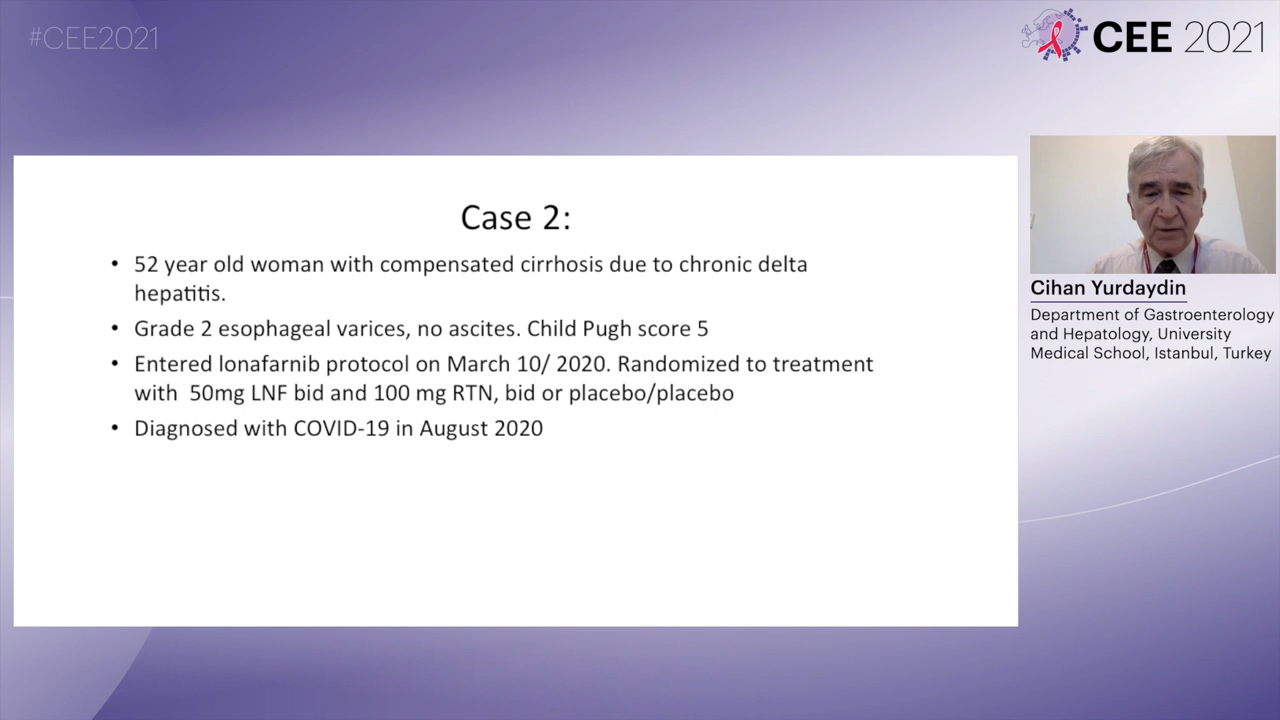 #CEE2021
CEE 2021
Case 2:
• 52 year old woman with compensated cirrhosis due to chronic delta
hepatitis.
• Grade 2 esophageal varices, no ascites. Child Pugh score 5
• Entered lonafarnib protocol on March 10/ 2020. Randomized to treatment
with 50mg LNF bid and 100 mg RTN, bid or placebo/placebo
• Diagnosed with COVID-19 in August 2020
Cihan Yurdaydin
Department of Gastroenterology
and Hepatology, University
Medical School, Istanbul, Turkey